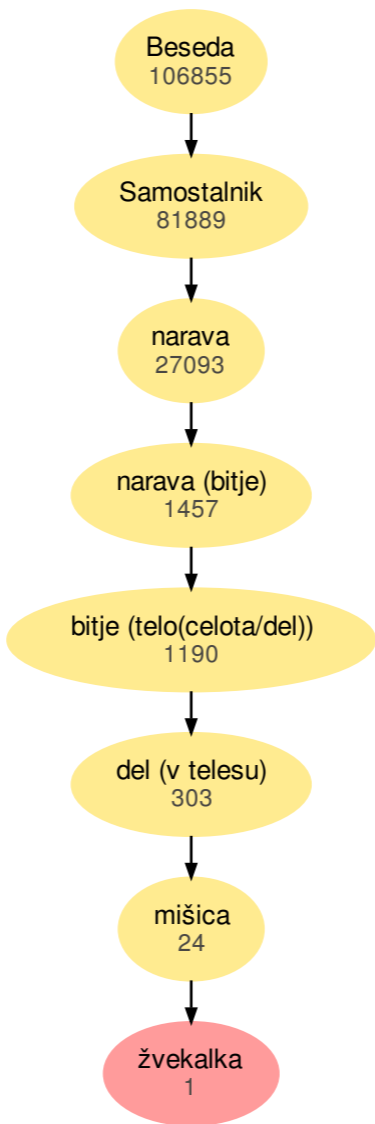 Beseda
106855
Samostalnik
81889
narava
27093
narava (bitje)
1457
bitje (telo(celota/del))
1190
del (v telesu)
303
mišica
24
žvekalka
1